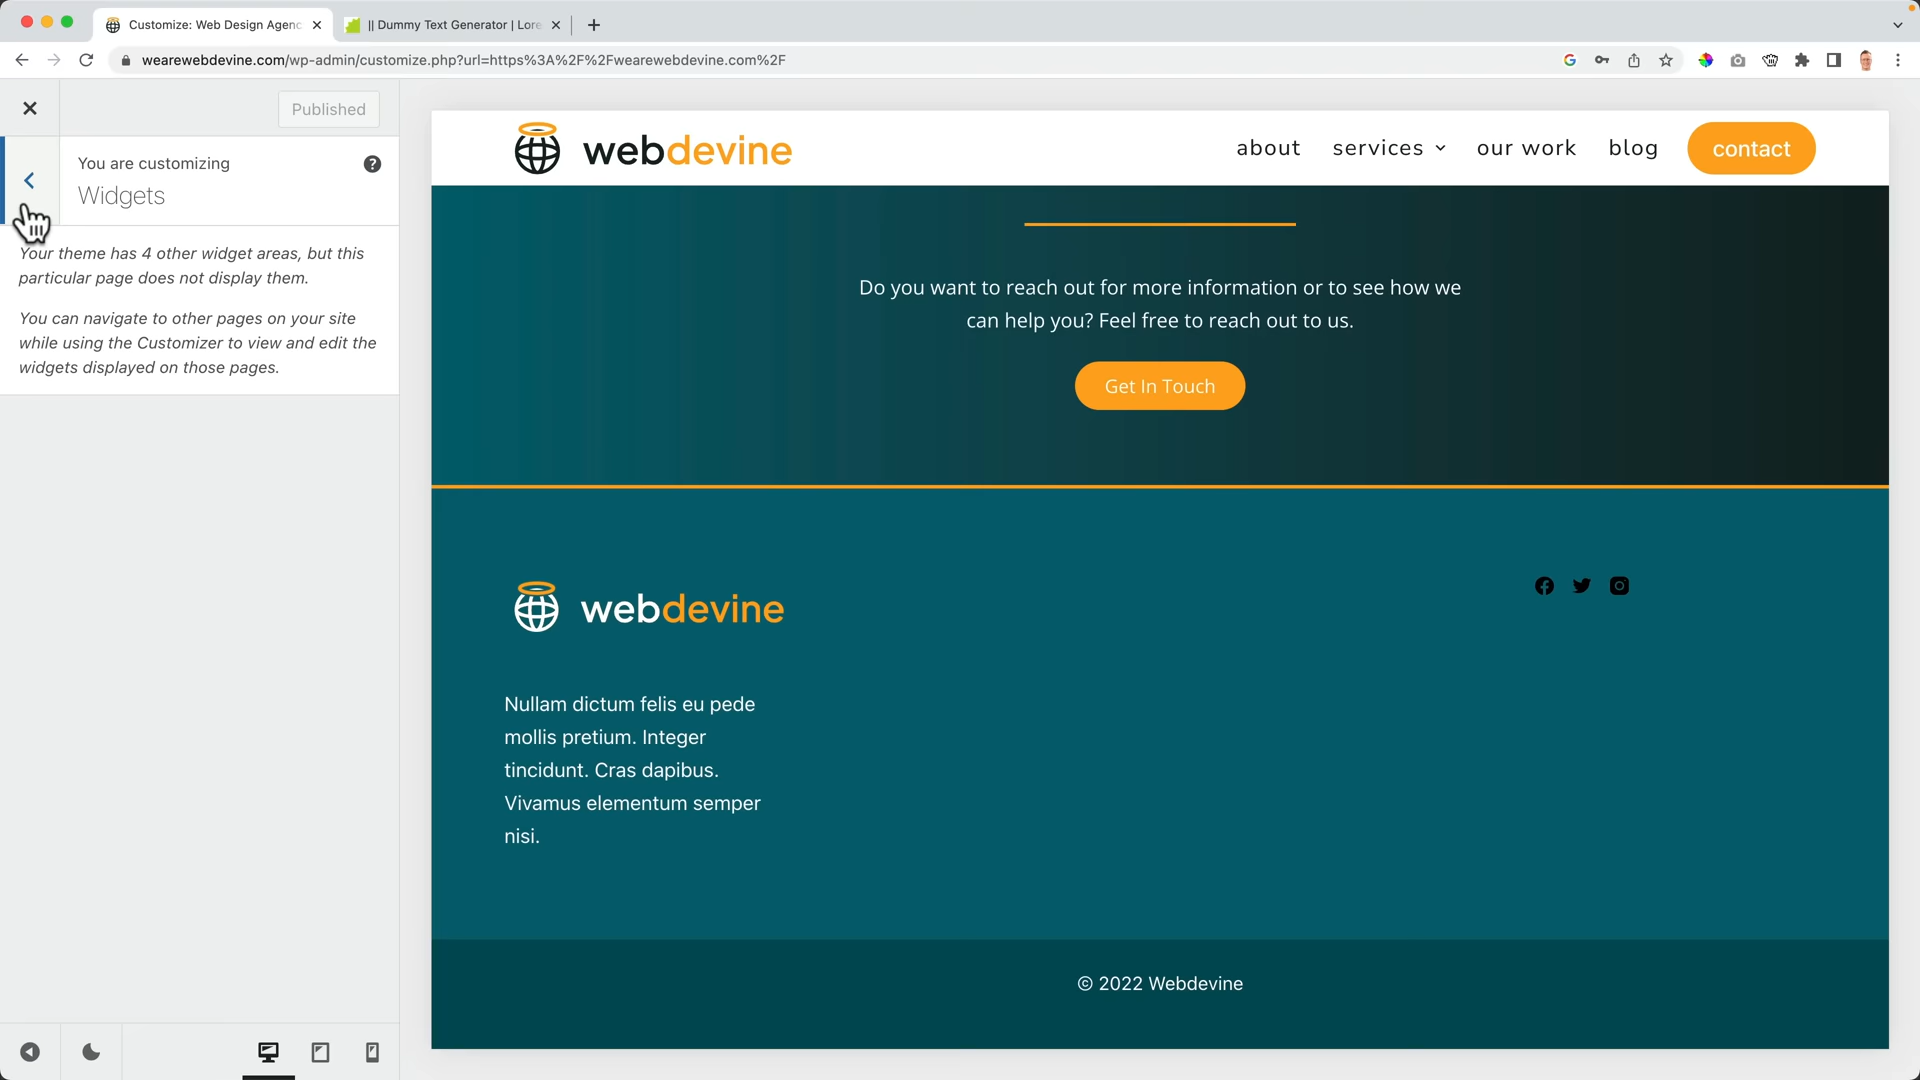 Customize: Web Design Agenc
|| Dummy Text Generator | Lore
wearewebdevine.com/wp-admin/customize.php?url=https%3A%2F%2Fwearewebdevine.com%2F
Published
You are customizing
Widgets
Your theme has 4 other widget areas, but this
particular page does not display them.
You can navigate to other pages on your site
while using the Customizer to view and edit the
widgets displayed on those pages.
webdevine
about services our work blog contact
Do you want to reach out for more information or to see how we
can help you? Feel free to reach out to us.
Get In Touch
webdevine
Nullam dictum felis eu pede
mollis pretium. Integer
tincidunt. Cras dapibus.
Vivamus elementum semper
nisi.
© 2022 Webdevine